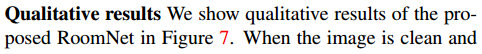 Qualitative results We show qualitative results of the pro-
posed RoomNet in Figure 7. When the image is clean and